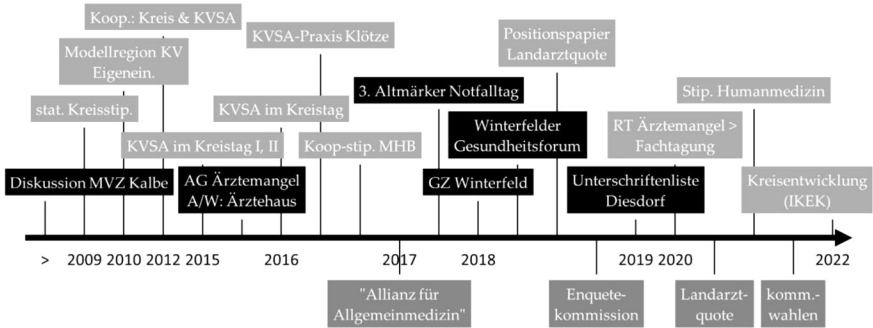 Koop.: Kreis & KVSA
KVSA-Praxis Klötze
Positionspapier
Landarztquote
Modellregion KV
Eigenein.
3. Altmärker Notfalltag
Stip. Humanmedizin
stat. Kreisstip.
KVSA im Kreistag
Winterfelder
Gesundheitsforum
RT Ärztemangel >
Fachtagung
KVSA im Kreistag I, II
Koop-stip. MHB
Diskussion MVZ Kalbe
AG Ärztemangel
A/W: Ärztehaus
GZ Winterfeld
Unterschriftenliste
Diesdorf
Kreisentwicklung
(IKEK)
> 2009 2010 2012 2015 2016 2017 2018 2019 2020 2022
"Allianz für
Allgemeinmedizin"
Enquete-
kommission
Landarzt-
quote
komm.-
wahlen